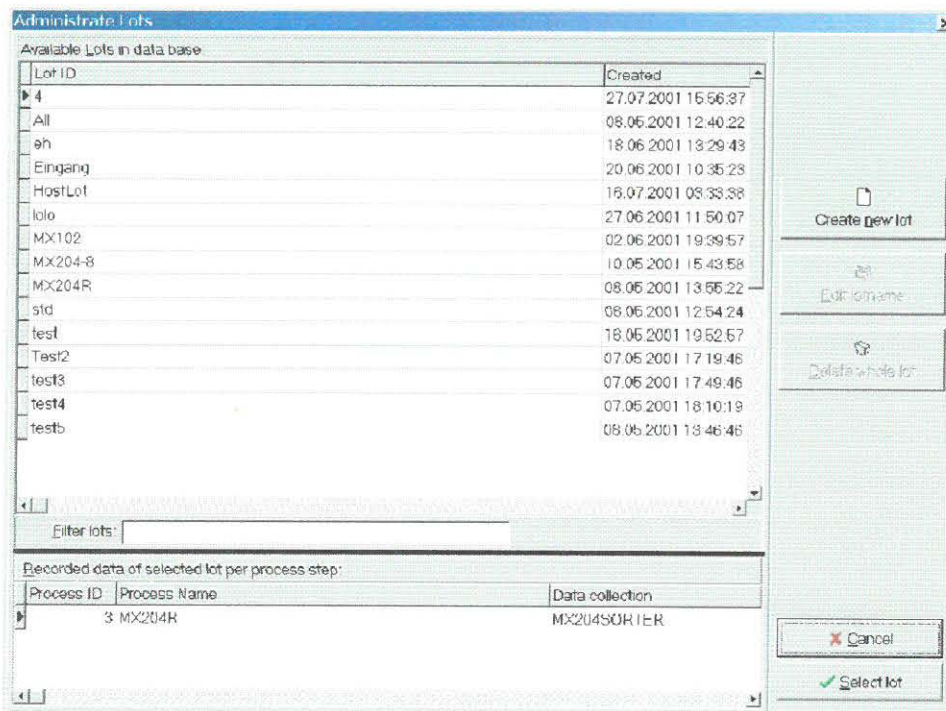 Administrate Lots
Available Lots in data base
Lot ID Created
4 27.07.2001 15:56:37
All 08.05.2001 12:40:22
eh 18.06.2001 13:29:43
Eingang 20.06.2001 10:35:23
HostLot 16.07.2001 03:33:38
lolo 27.06.2001 11:50:07
MX102 02.06.2001 19:39:57
MX204-8 10.05.2001 15:43:58
MX204R 08.05.2001 13:55:22
std 08.05.2001 12:54:24
test 16.05.2001 19:52:57
Test2 07.05.2001 17:19:46
test3 07.05.2001 17:49:46
test4 07.05.2001 18:10:19
test5 08.05.2001 13:46:46
Filter lots:
Recorded data of selected lot per process step:
Process ID Process Name Data collection
3 MX204R MX204SORTER
Create new lot
Edit lotname
Delete whole lot
Cancel
Select lot